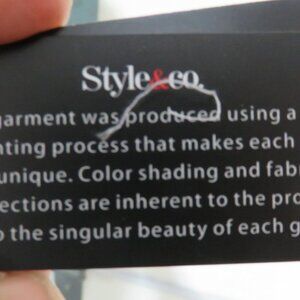 Style&co.
garment was produced using a
nting process that makes each
unique. Color shading and fab
ections are inherent to the pro
o the singular beauty of each g